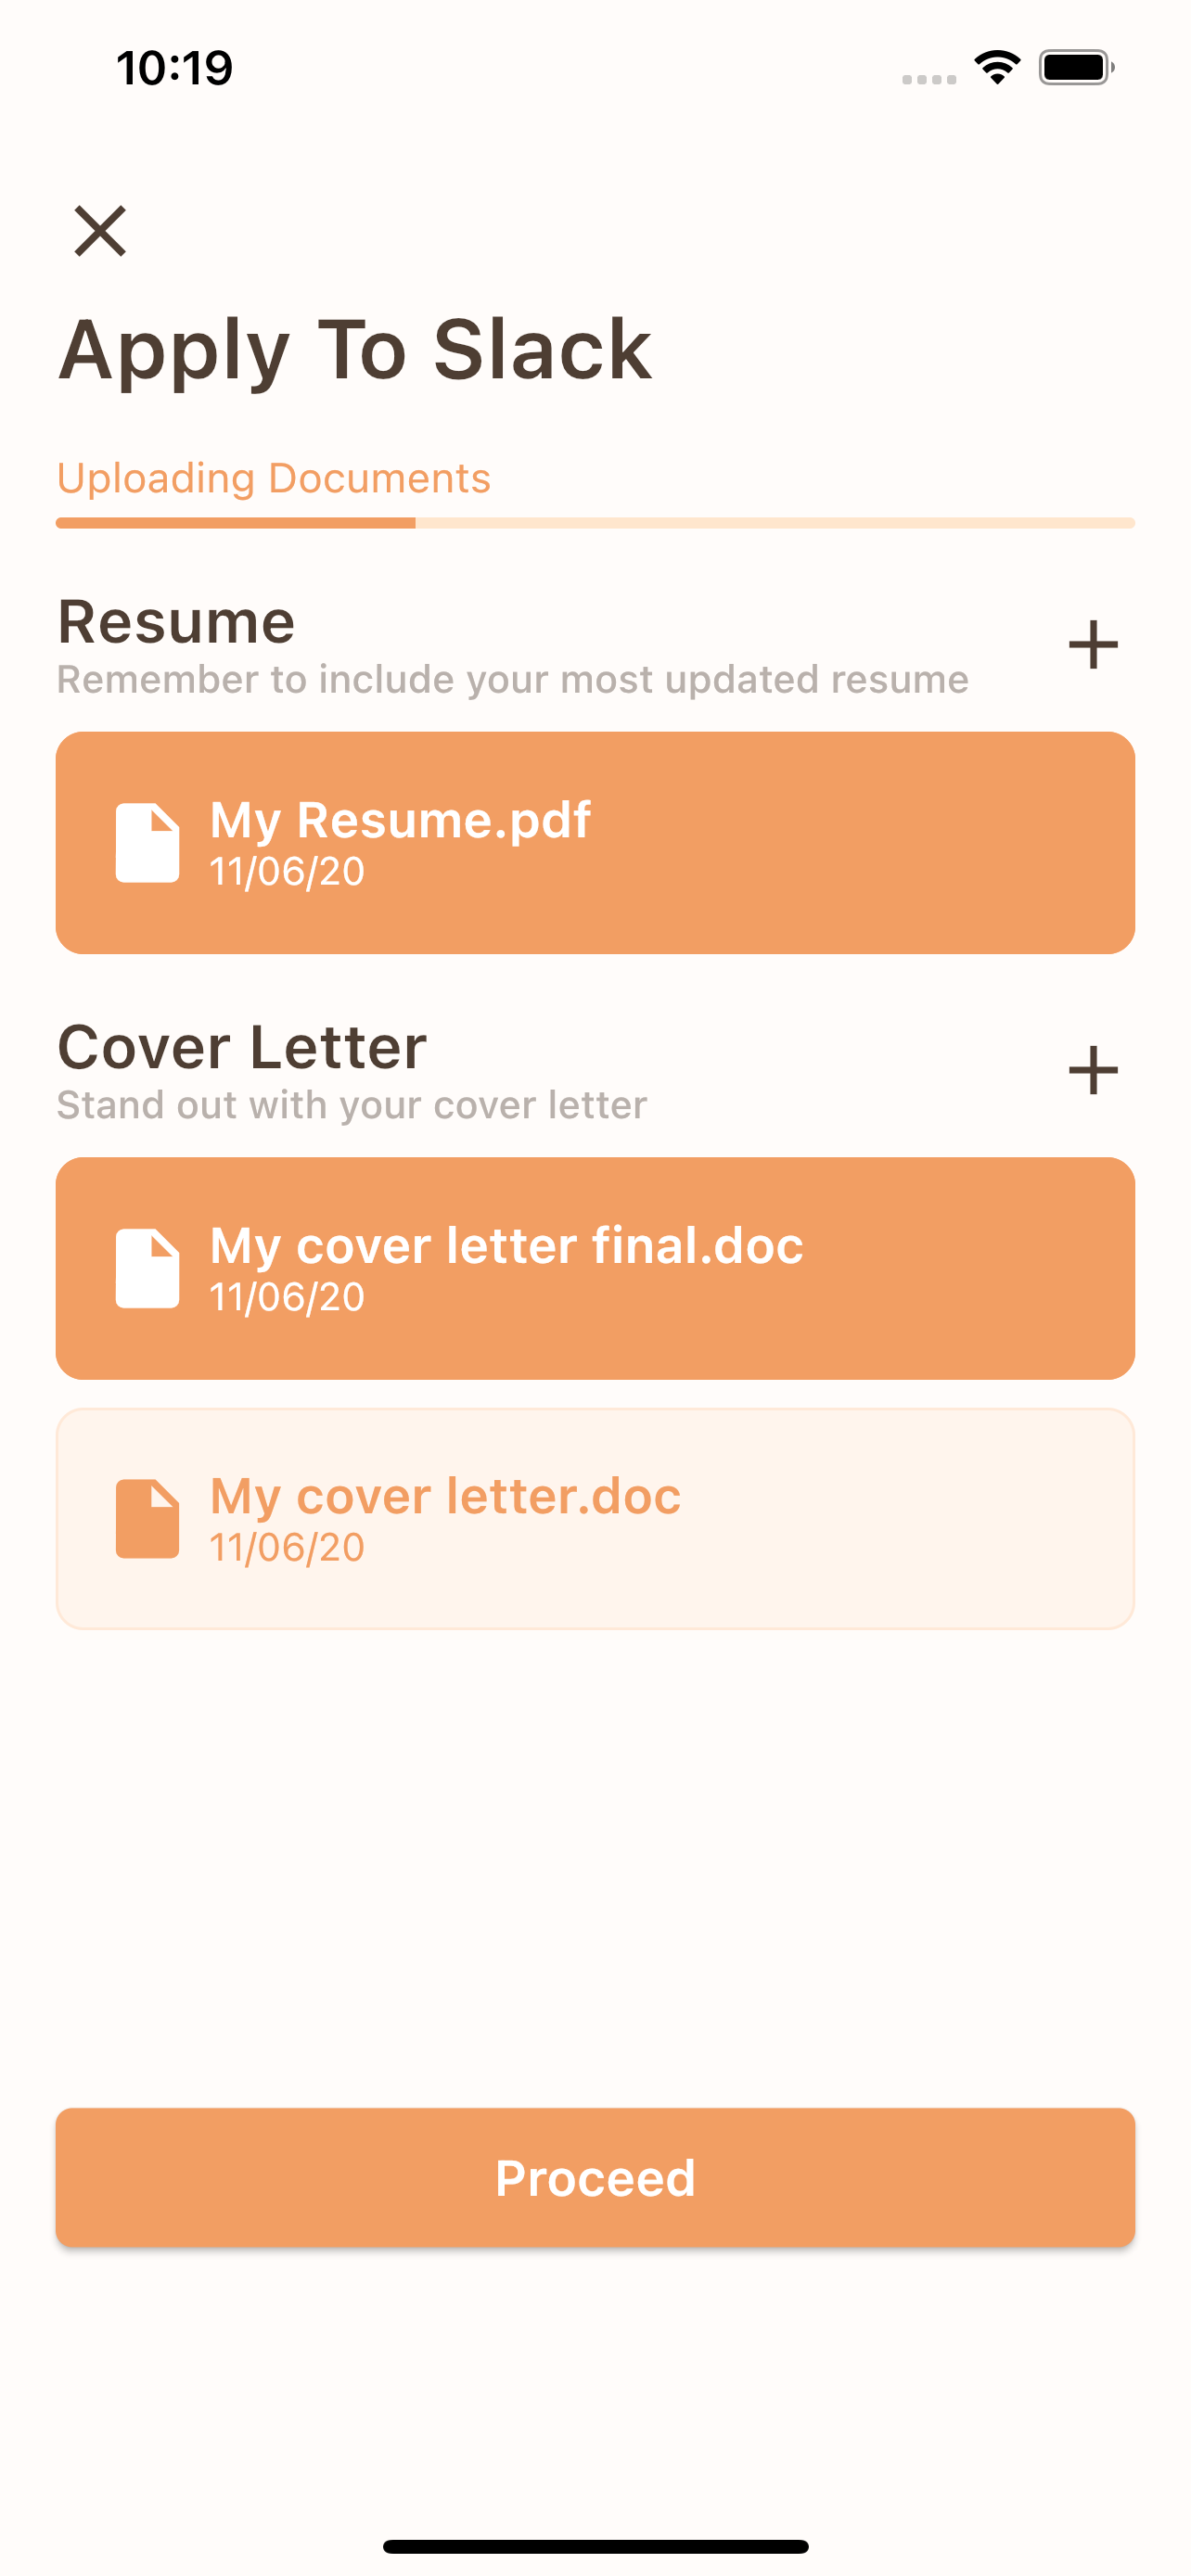 10:19
Apply To Slack
Uploading Documents
Resume
Remember to include your most updated resume
My Resume.pdf
11/06/20
Cover Letter
Stand out with your cover letter
My cover letter final.doc
11/06/20
My cover letter.doc
11/06/20
Proceed